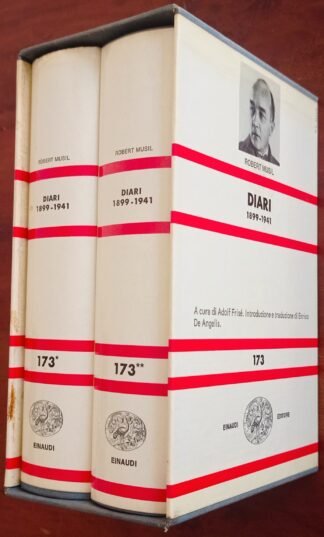 ROBERT MUSIL
DIARI
1899-1941
173*
EINAUDI
ROBERT MUSIL
DIARI
1899-1941
173**
EINAUDI
ROBERT MUSIL
DIARI
1899-1941
A cura di Adolf Frisé. Introduzione e traduzione di Enrico
De Angelis.
173
EINAUDI
EDITORE